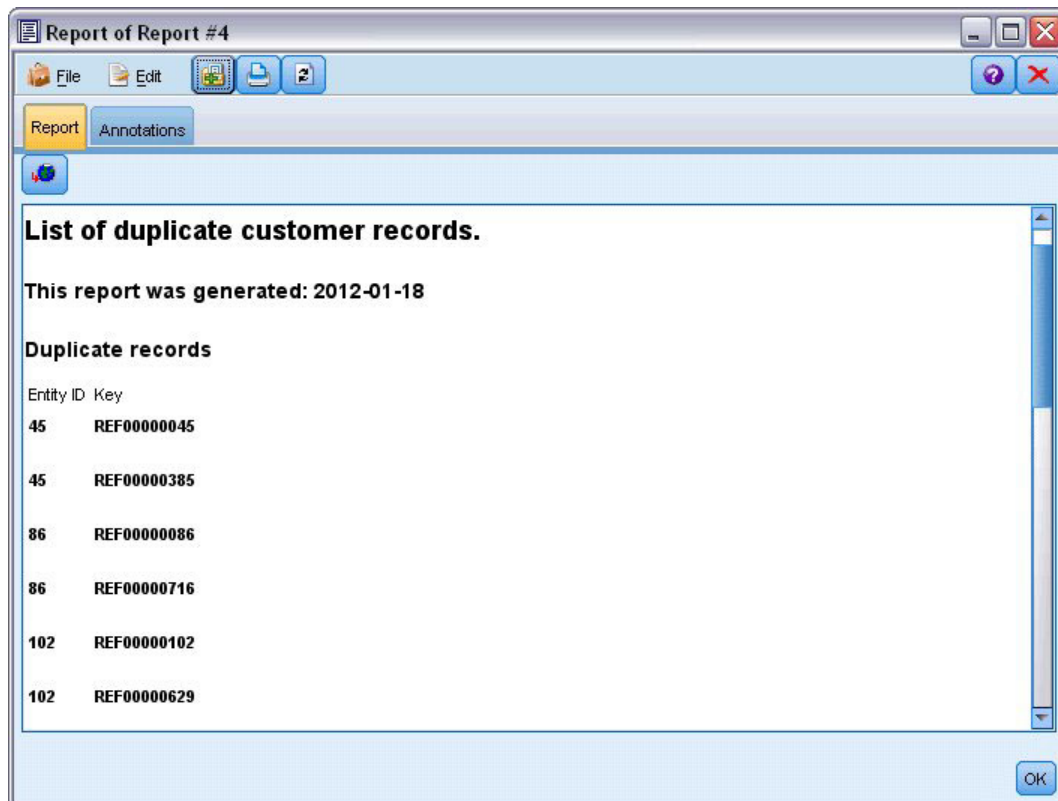 Report of Report #4
File Edit
Report Annotations
List of duplicate customer records.
This report was generated: 2012-01-18
Duplicate records
Entity ID Key
45 REF00000045
45 REF00000385
86 REF00000086
86 REF00000716
102 REF00000102
102 REF00000629
OK